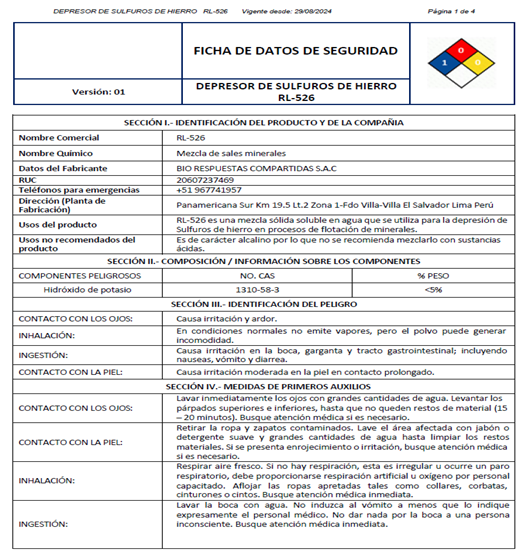 DEPRESOR DE SULFUROS DE HIERRO RL-526 Vigente desde: 29/08/2024 Página 1 de 4
FICHA DE DATOS DE SEGURIDAD
0
1 0
Versión: 01
DEPRESOR DE SULFUROS DE HIERRO
RL-526
SECCIÓN I.- IDENTIFICACIÓN DEL PRODUCTO Y DE LA COMPAÑIA
Nombre Comercial RL-526
Nombre Químico Mezcla de sales minerales
Datos del Fabricante BIO RESPUESTAS COMPARTIDAS S.A.C
RUC 20607237469
Teléfonos para emergencias +51 967741957
Dirección (Planta de
Fabricación) Panamericana Sur Km 19.5 Lt.2 Zona 1-Fdo Villa-Villa El Salvador Lima Perú
Usos del producto RL-526 es una mezcla sólida soluble en agua que se utiliza para la depresión de
Sulfuros de hierro en procesos de flotación de minerales.
Usos no recomendados del
producto Es de carácter alcalino por lo que no se recomienda mezclarlo con sustancias
ácidas.
SECCIÓN II.- COMPOSICIÓN / INFORMACIÓN SOBRE LOS COMPONENTES
COMPONENTES PELIGROSOS NO. CAS % PESO
Hidróxido de potasio 1310-58-3 <5%
SECCIÓN III.- IDENTIFICACIÓN DEL PELIGRO
CONTACTO CON LOS OJOS: Causa irritación y ardor.
INHALACIÓN: En condiciones normales no emite vapores, pero el polvo puede generar
incomodidad.
INGESTIÓN: Causa irritación en la boca, garganta y tracto gastrointestinal; incluyendo
nauseas, vómito y diarrea.
CONTACTO CON LA PIEL: Causa irritación moderada en la piel en contacto prolongado.
SECCIÓN IV.- MEDIDAS DE PRIMEROS AUXILIOS
CONTACTO CON LOS OJOS: Lavar inmediatamente los ojos con grandes cantidades de agua. Levantar los
párpados superiores e inferiores, hasta que no queden restos de material (15
– 20 minutos). Busque atención médica si es necesario.
CONTACTO CON LA PIEL: Retirar la ropa y zapatos contaminados. Lave el área afectada con jabón o
detergente suave y grandes cantidades de agua hasta limpiar los restos
materiales. Si se presenta enrojecimiento o irritación, busque atención médica
si es necesario.
INHALACIÓN: Respirar aire fresco. Si no hay respiración, esta es irregular u ocurre un paro
respiratorio, debe proporcionarse respiración artificial u oxígeno por personal
capacitado. Aflojar las ropas apretadas tales como collares, corbatas,
cinturones o cintos. Busque atención médica inmediata.
INGESTIÓN: Lavar la boca con agua. No induzca al vómito a menos que lo indique
expresamente el personal médico. No dar nada por la boca a una persona
inconsciente. Busque atención médica inmediata.